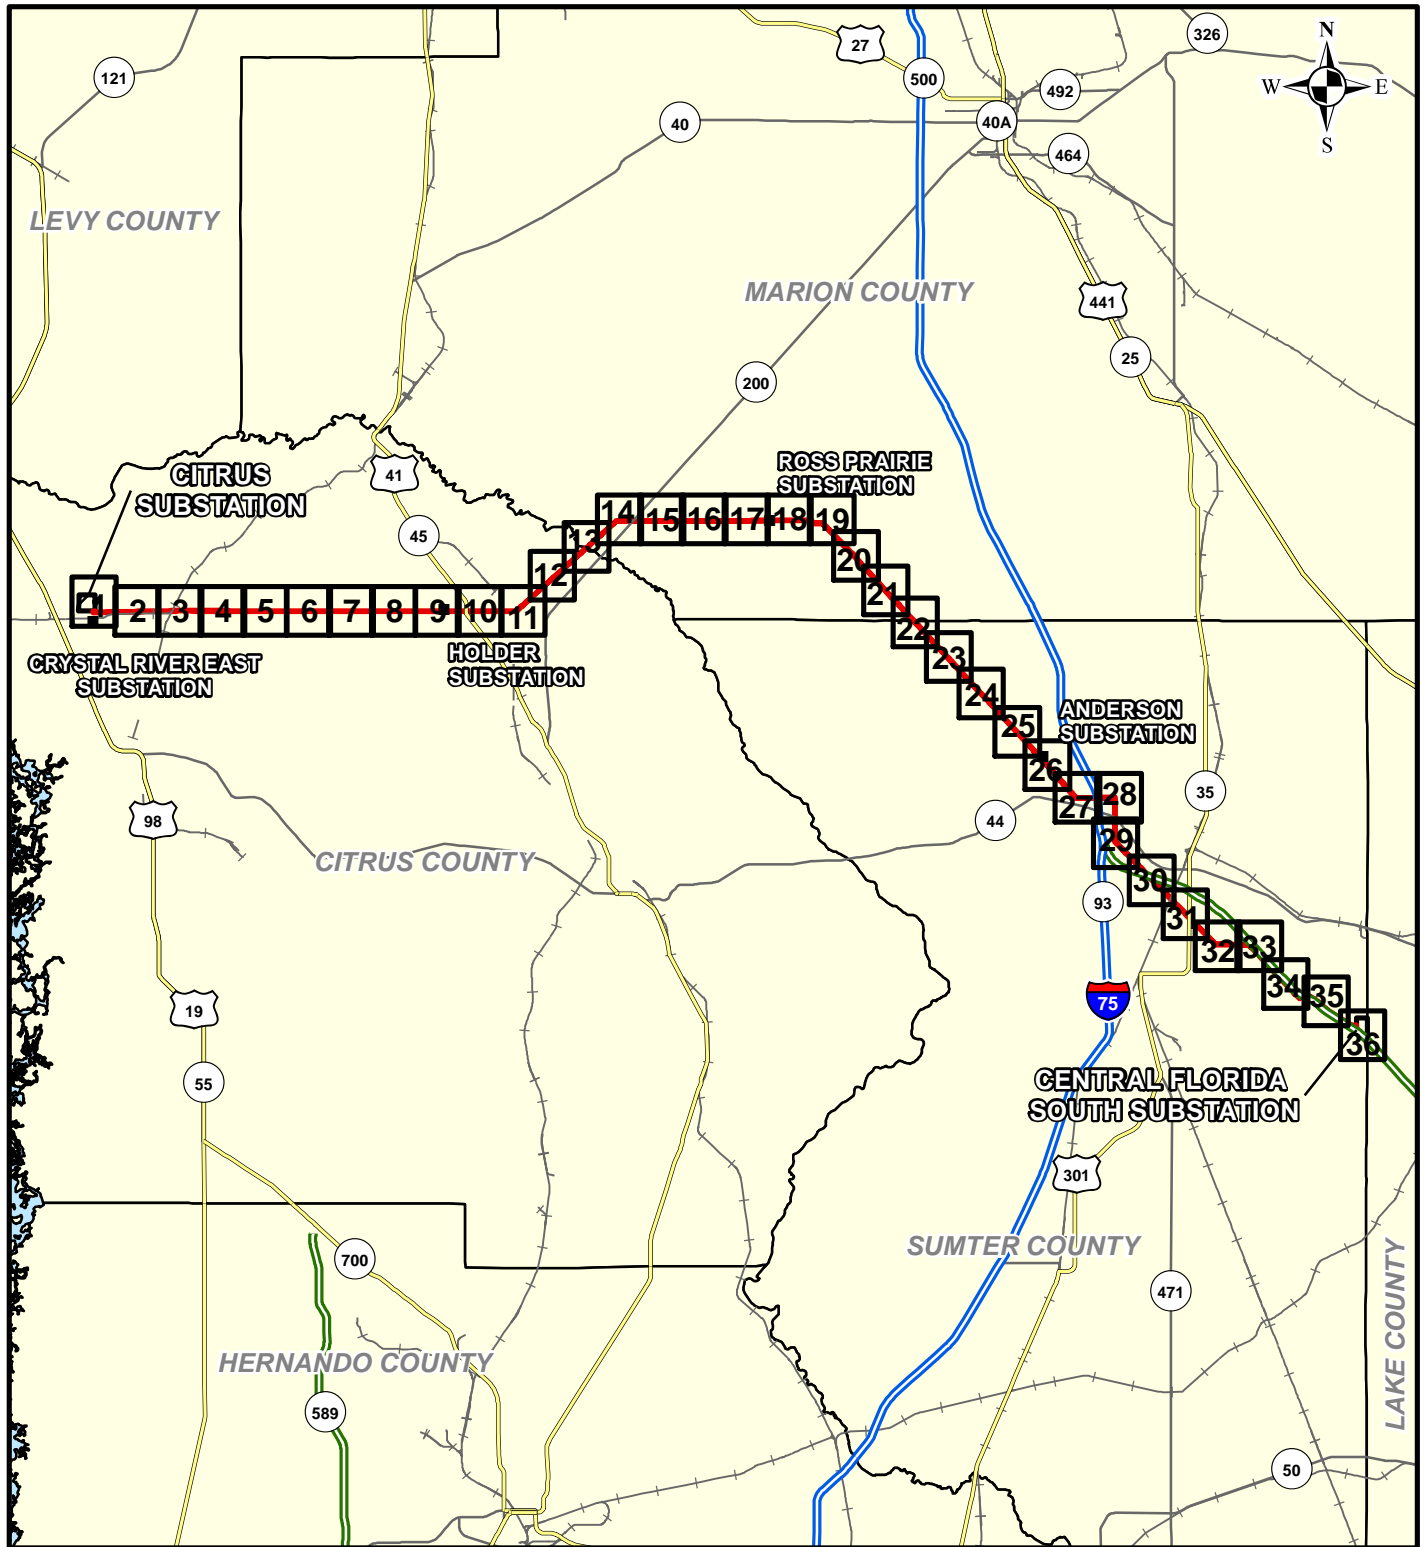 326
N
27
121
500
W
E
492
40
40A
S
464
LEVY COUNTY
MARION COUNTY
441
25
200
CITRUS
SUBSTATION
41
ROSS PRAIRIE
SUBSTATION
45
14
15
16
17
18
19
13
20
12
21
1
2
3
4
5
6
7
8
9
10
11
22
CRYSTAL RIVER EAST
SUBSTATION
HOLDER
SUBSTATION
23
24
25
ANDERSON
SUBSTATION
26
27
28
35
98
44
29
CITRUS COUNTY
30
93
31
32
33
34
35
19
75
36
55
CENTRAL FLORIDA
SOUTH SUBSTATION
301
700
SUMTER COUNTY
471
LAKE COUNTY
HERNANDO COUNTY
589
50